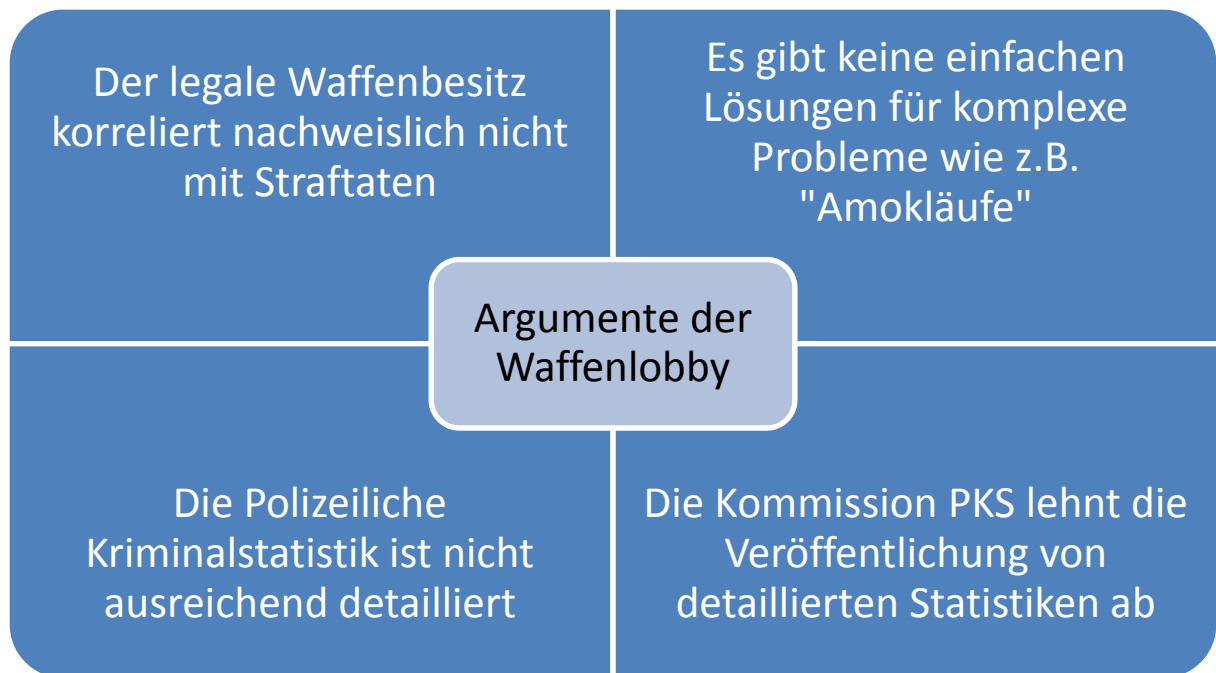 Der legale Waffenbesitz
korreliert nachweislich nicht
mit Straftaten
Es gibt keine einfachen
Lösungen für komplexe
Probleme wie z.B.
"Amokläufe"
Argumente der
Waffenlobby
Die Polizeiliche
Kriminalstatistik ist nicht
ausreichend detailliert
Die Kommission PKS lehnt die
Veröffentlichung von
detaillierten Statistiken ab